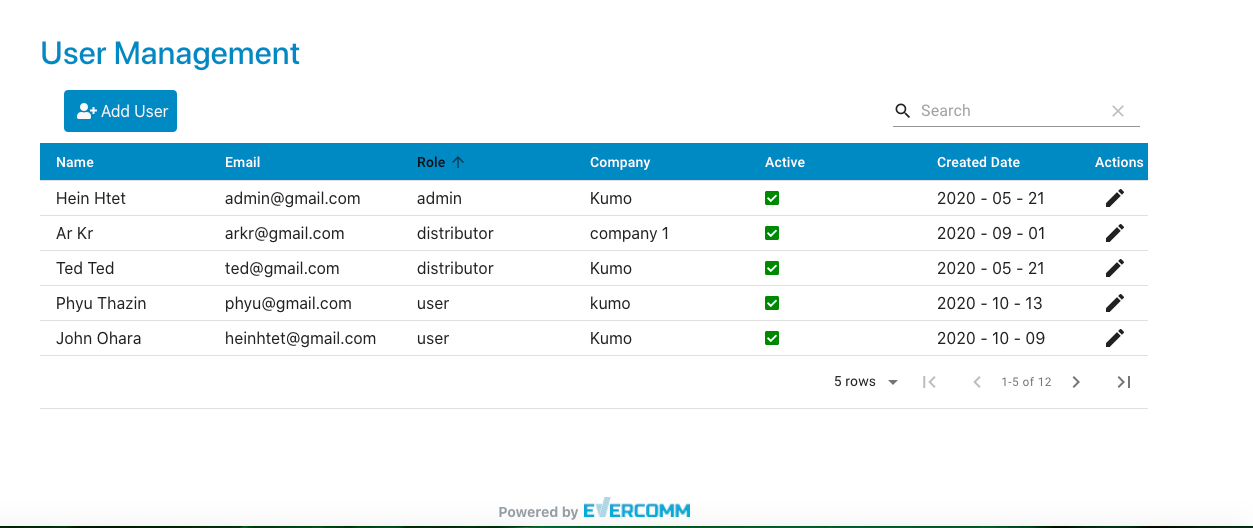 User Management
Add User
Search
Name Email Role Company Active Created Date Actions
Hein Htet admin@gmail.com admin Kumo 2020 - 05 - 21
Ar Kr arkr@gmail.com distributor company 1 2020 - 09 - 01
Ted Ted ted@gmail.com distributor Kumo 2020 - 05 - 21
Phyu Thazin phyu@gmail.com user kumo 2020 - 10 - 13
John Ohara heinhtet@gmail.com user Kumo 2020 - 10 - 09
5 rows 1-5 of 12
Powered by EVERCOMM